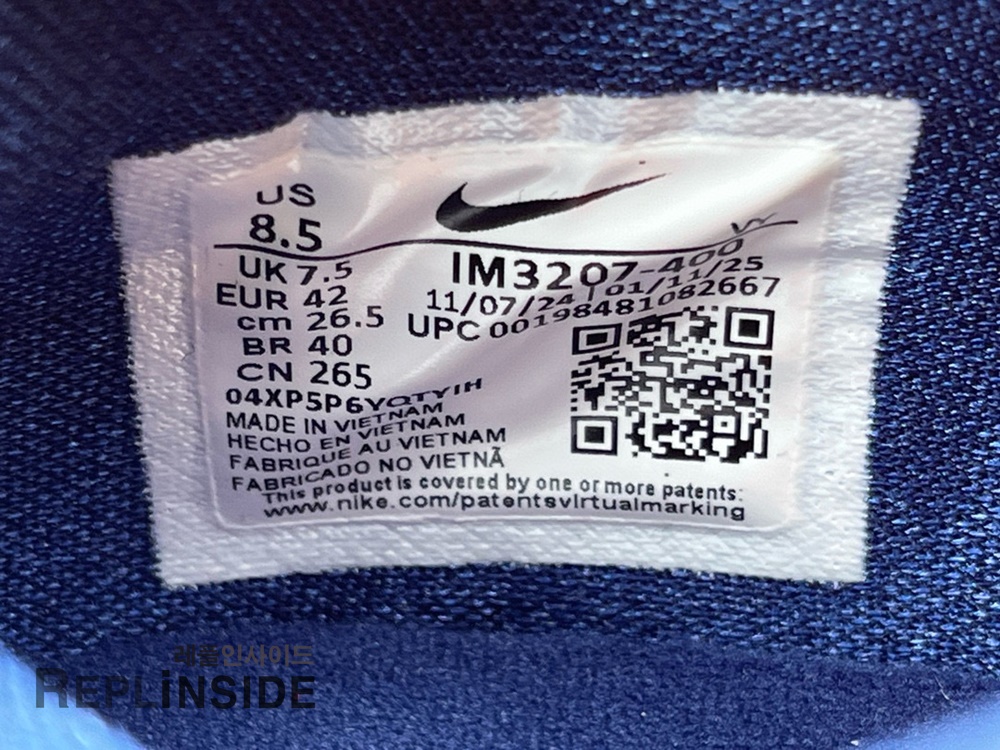 US
8.5
UK 7.5
EUR 42
cm 26.5
BR 40
CN 265
04XP5P6YQTYIH
MADE IN VIETNAM
HECHO EN VIETNAM
FABRIQUE AU VIETNAM
FABRICADO NO VIETNÃ
VY
IM3207-400
11/07/24 | 01/11/25
UPC 00198481082667
This product is covered by one or more patents:
www.nike.com/patentsvirtualmarking
레플인사이드
REPLINSIDE